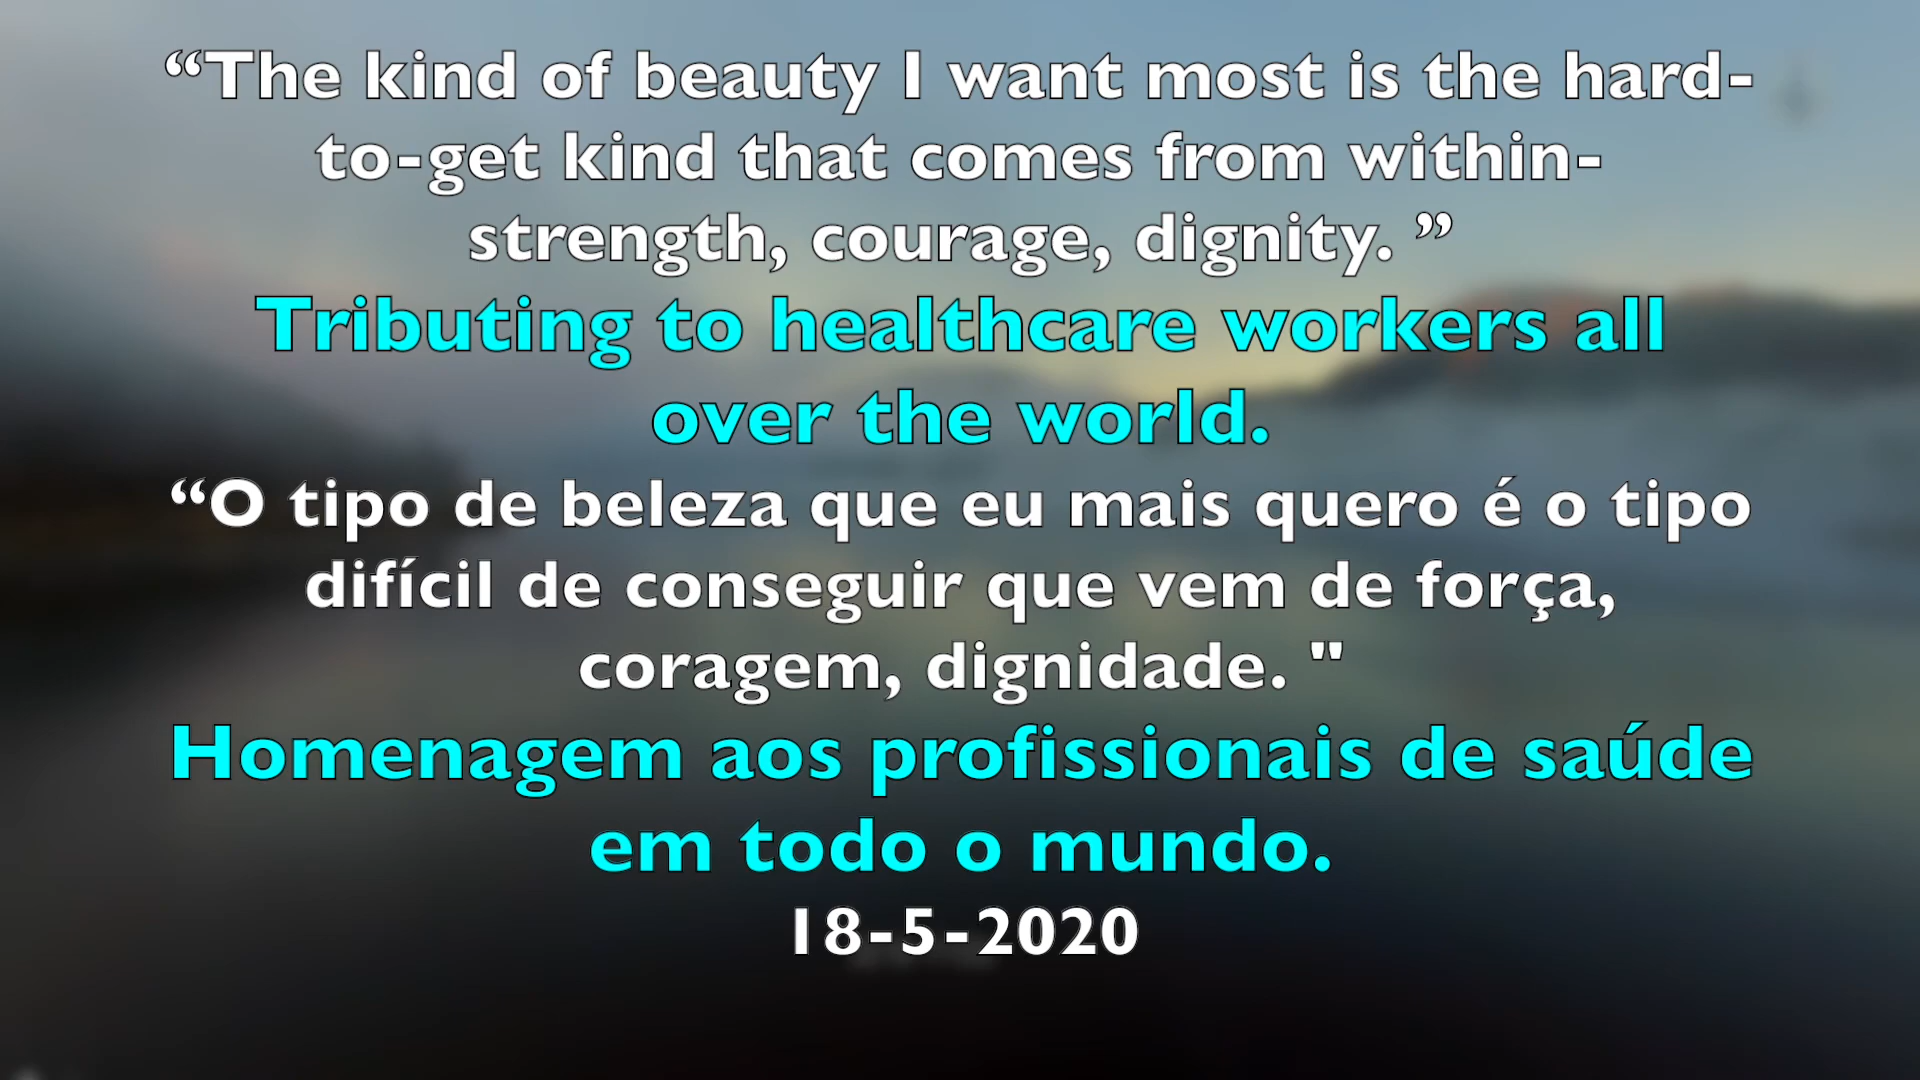 “The kind of beauty I want most is the hard-
to-get kind that comes from within-
strength, courage, dignity. ”
Tributing to healthcare workers all
over the world.
“O tipo de beleza que eu mais quero é o tipo
difícil de conseguir que vem de força,
coragem, dignidade. "
Homenagem aos profissionais de saúde
em todo o mundo.
18-5-2020